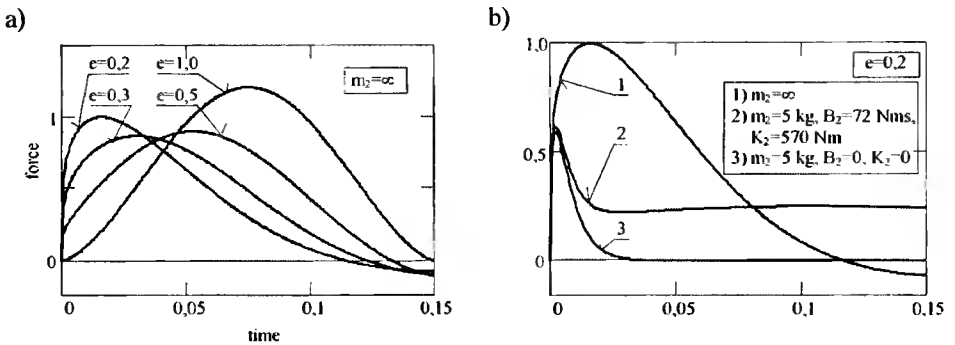 a)
e=0,2
e=1,0
m₂=∞
e=0,3
e=0,5
1
force
0
0
0,05
0,1
0,15
time
b)
1,0
e=0,2
1
1) m₂=∞
2) m₂=5 kg, B₂=72 Nms,
K₂=570 Nm
3) m₂=5 kg, B₂=0, K₂=0
0,5
2
3
0
0
0,05
0,1
0,15